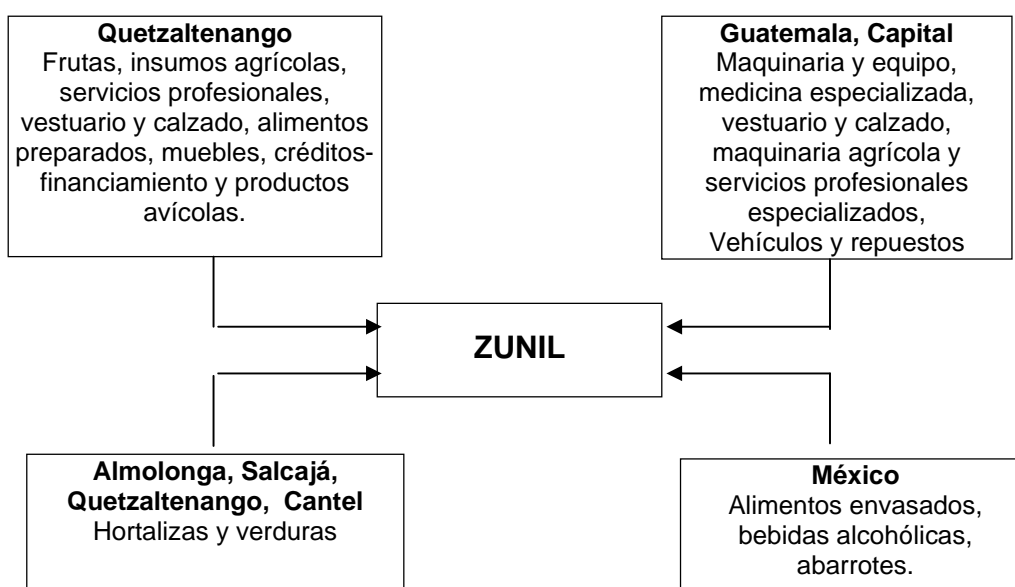 Quetzaltenango
Frutas, insumos agrícolas,
servicios profesionales,
vestuario y calzado, alimentos
preparados, muebles, créditos-
financiamiento y productos
avícolas.
Guatemala, Capital
Maquinaria y equipo,
medicina especializada,
vestuario y calzado,
maquinaria agrícola y
servicios profesionales
especializados,
Vehículos y repuestos
ZUNIL
Almolonga, Salcajá,
Quetzaltenango, Cantel
Hortalizas y verduras
México
Alimentos envasados,
bebidas alcohólicas,
abarrotes.